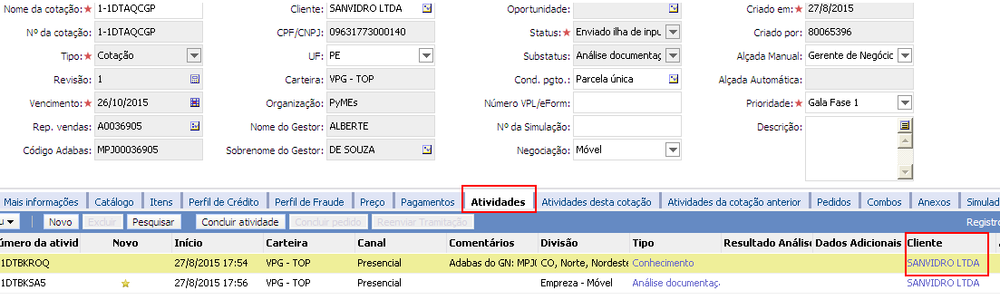 Nome da cotação:★ 1-1DTAQCGP Cliente: SANVIDRO LTDA Oportunidade: Criado em:★ 27/8/2015
Nº da cotação: 1-1DTAQCGP CPF/CNPJ: 09631773000140 Status:★ Enviado ilha de inpu Criado por: 80065396
Tipo:★ Cotação UF: PE Substatus: Análise documentaç Alçada Manual: Gerente de Negócic
Revisão: 1 Carteira: VPG - TOP Cond. pgto.: Parcela única Alçada Automática:
Vencimento:★ 26/10/2015 Organização: PyMEs Número VPL/eForm: Prioridade:★ Gala Fase 1
Rep. vendas: A0036905 Nome do Gestor: ALBERTE Nº da Simulação: Descrição:
Código Adabas: MPJ00036905 Sobrenome do Gestor: DE SOUZA Negociação: Móvel
Mais informações Catálogo Itens Perfil de Crédito Perfil de Fraude Preço Pagamentos Atividades Atividades desta cotação Atividades da cotação anterior Pedidos Combos Anexos Simulad
u Novo Excluir Pesquisar Concluir atividade Concluir pedido Reenviar Tramitação Registro
úmero da ativid Novo Início Carteira Canal Comentários Divisão Tipo Resultado Análise Dados Adicionais Cliente
1DTBKROQ 27/8/2015 17:54 VPG - TOP Presencial Adabas do GN: MPJ0 CO, Norte, Nordeste Conhecimento SANVIDRO LTDA
1DTBKSA5 ★ 27/8/2015 17:56 VPG - TOP Presencial Empreza - Móvel Análise documentaç SANVIDRO LTDA